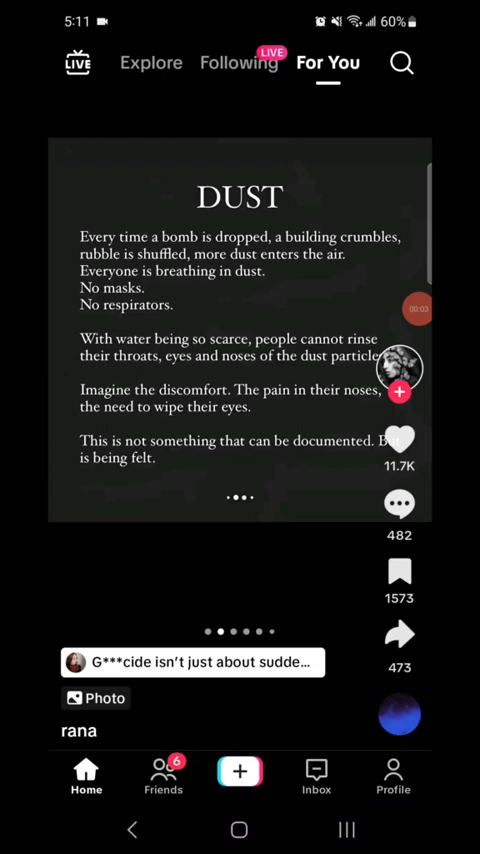 5:11
60%
LIVE
Explore
Following
LIVE
For You
DUST
Every time a bomb is dropped, a building crumbles,
rubble is shuffled, more dust enters the air.
Everyone is breathing in dust.
No masks.
No respirators.
00:03
With water being so scarce, people cannot rinse
their throats, eyes and noses of the dust particle
Imagine the discomfort. The pain in their noses,
the need to wipe their eyes.
This is not something that can be documented. But
is being felt.
11.7K
482
1573
473
G***cide isn't just about sudde...
Photo
rana
6
Home
Friends
Inbox
Profile